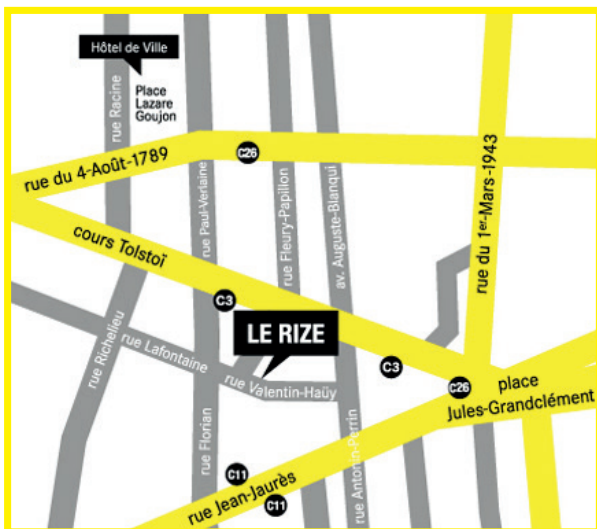 Hôtel de Ville
Place
Lazare
Goujon
rue Racine
rue du 4-Août-1789
C26
rue Paul-Verlaine
rue Fleury-Papillon
av. Auguste-Blanqui
rue du 1er-Mars-1943
cours Tolstoï
C3
LE RIZE
rue Richelieu
rue Lafontaine
rue Valentin-Haüy
C3
C26
place
Jules-Grandclément
rue Florian
rue Antonin-Perrin
C11
rue Jean-Jaurès
C11